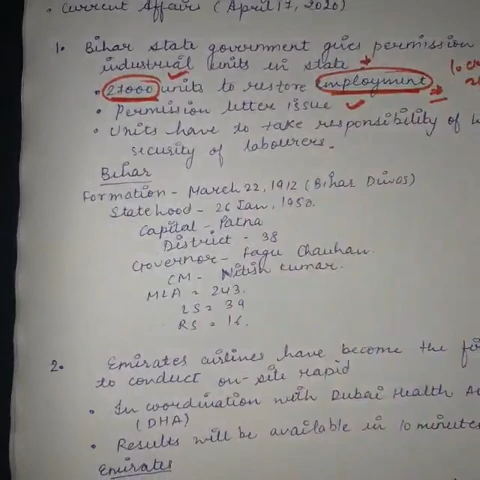 • Current Affairs (April 17, 2020)
1. Bihar state government gives permission
industrial units in state
• 27000 units to restore employment
• Permission letter issue
• Units have to take responsibility of
security of labourers.
Bihar
Formation - March 22, 1912 (Bihar Diwas)
Statehood - 26 Jan, 1950.
Capital - Patna
District - 38
Governor - Fagu Chauhan.
CM - Nitish Kumar.
MLA = 243.
LS = 39
RS = 16.
2. Emirates airlines have become the
to conduct on-site rapid
• In coordination with Dubai Health
(DHA)
• Results will be available in 10 minutes
Emirates